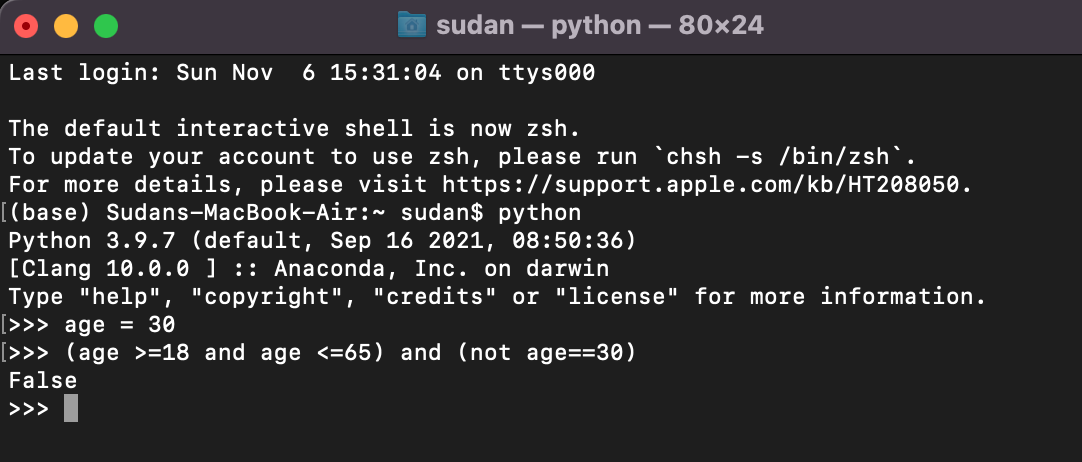 sudan — python — 80×24
Last login: Sun Nov  6 15:31:04 on ttys000
The default interactive shell is now zsh.
To update your account to use zsh, please run `chsh -s /bin/zsh`.
For more details, please visit https://support.apple.com/kb/HT208050.
[(base) Sudans-MacBook-Air:~ sudan$ python
Python 3.9.7 (default, Sep 16 2021, 08:50:36)
[Clang 10.0.0 ] :: Anaconda, Inc. on darwin
Type "help", "copyright", "credits" or "license" for more information.
[>>> age = 30
[>>> (age >=18 and age <=65) and (not age==30)
False
>>>